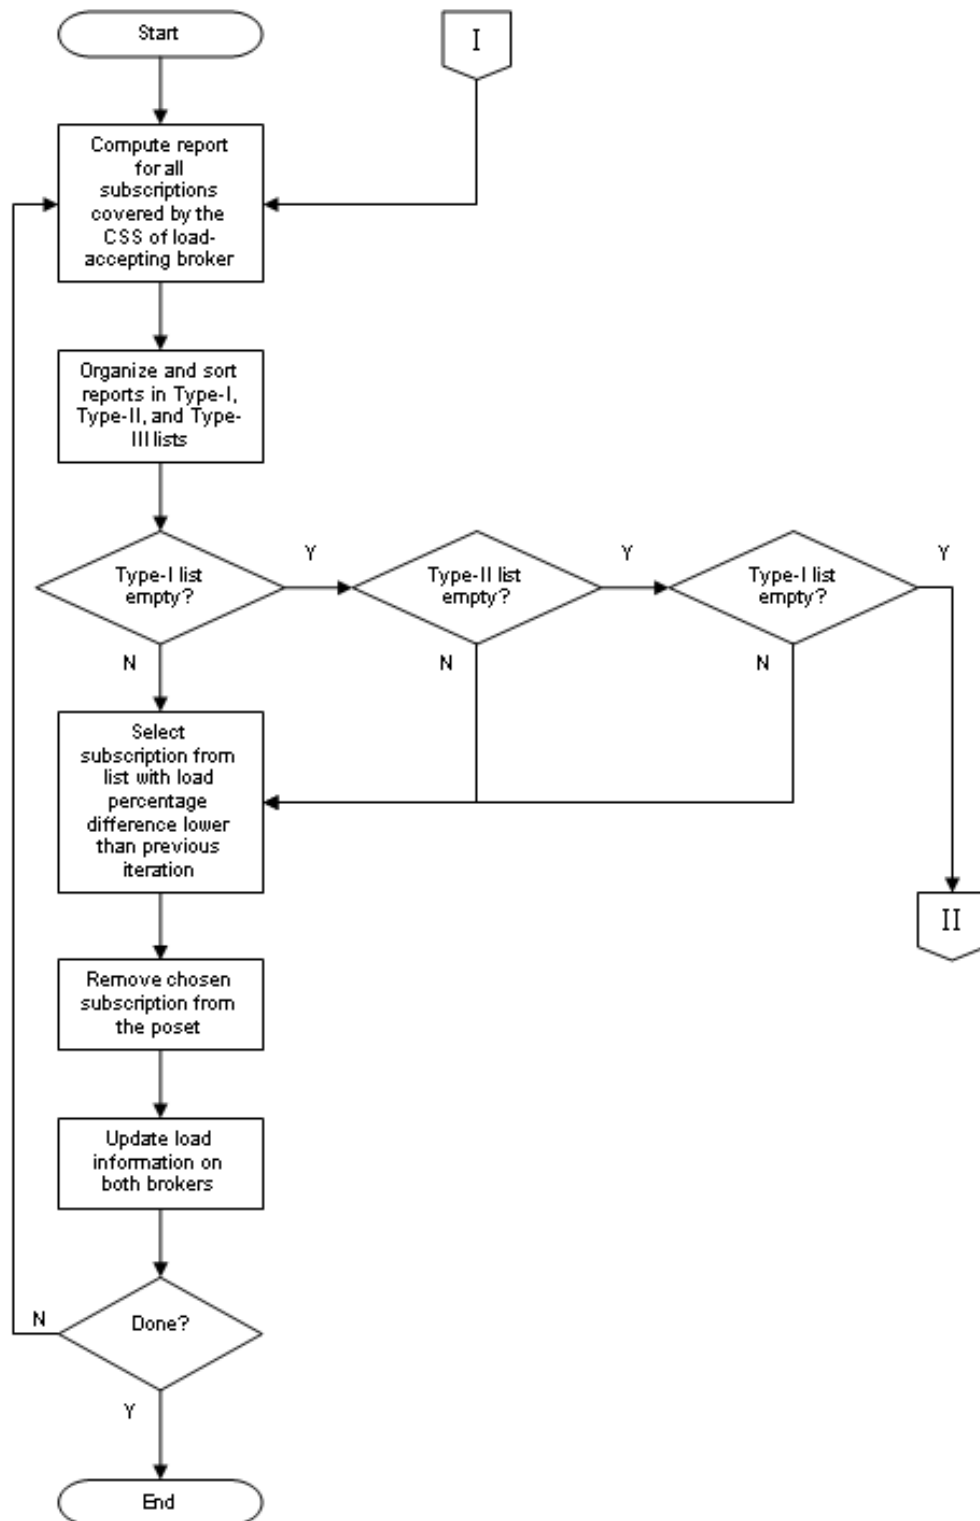 Start
I
Compute report
for all
subscriptions
covered by the
CSS of load-
accepting broker
Organize and sort
reports in Type-I,
Type-II, and Type-
III lists
Type-I list
empty?
Y
Type-II list
empty?
Y
Type-I list
empty?
Y
N
N
N
Select
subscription from
list with load
percentage
difference lower
than previous
iteration
II
Remove chosen
subscription from
the poset
Update load
information on
both brokers
Done?
N
Y
End